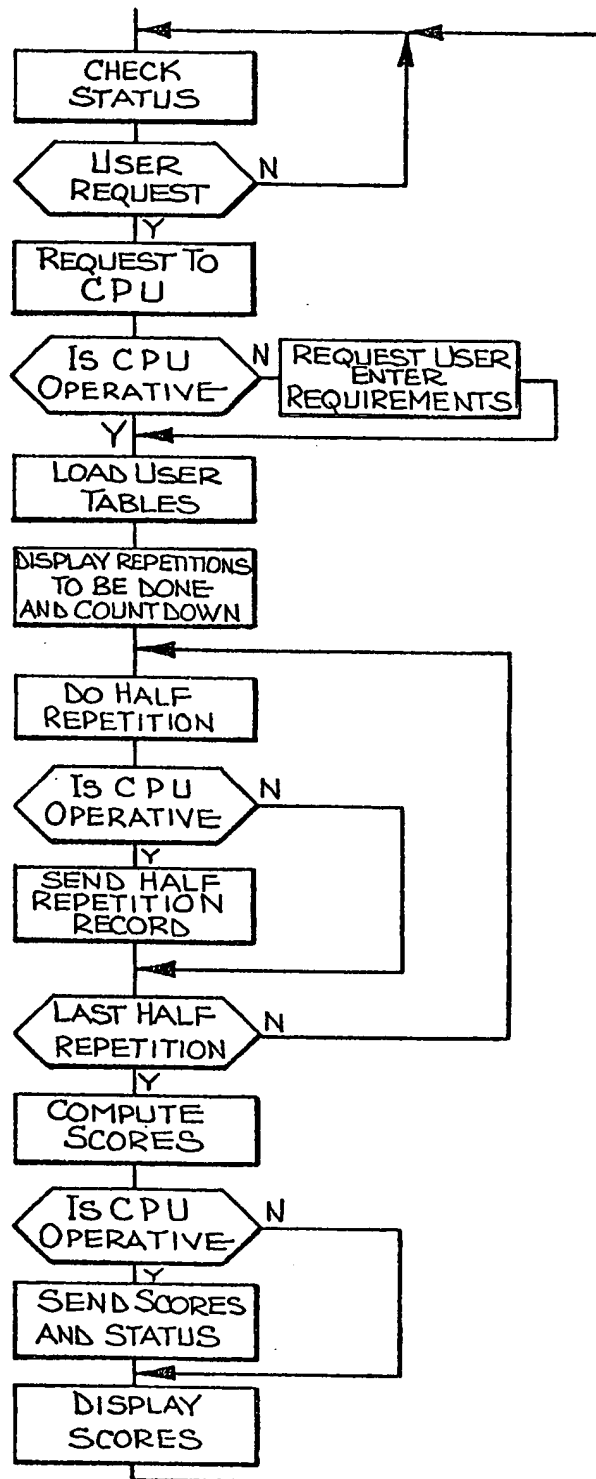 CHECK
STATUS
USER
REQUEST
N
Y
REQUEST TO
CPU
IS CPU
OPERATIVE
N
REQUEST USER
ENTER
REQUIREMENTS
Y
LOAD USER
TABLES
DISPLAY REPETITIONS
TO BE DONE
AND COUNTDOWN
DO HALF
REPETITION
IS CPU
OPERATIVE
N
Y
SEND HALF
REPETITION
RECORD
LAST HALF
REPETITION
N
Y
COMPUTE
SCORES
IS CPU
OPERATIVE
N
Y
SEND SCORES
AND STATUS
DISPLAY
SCORES